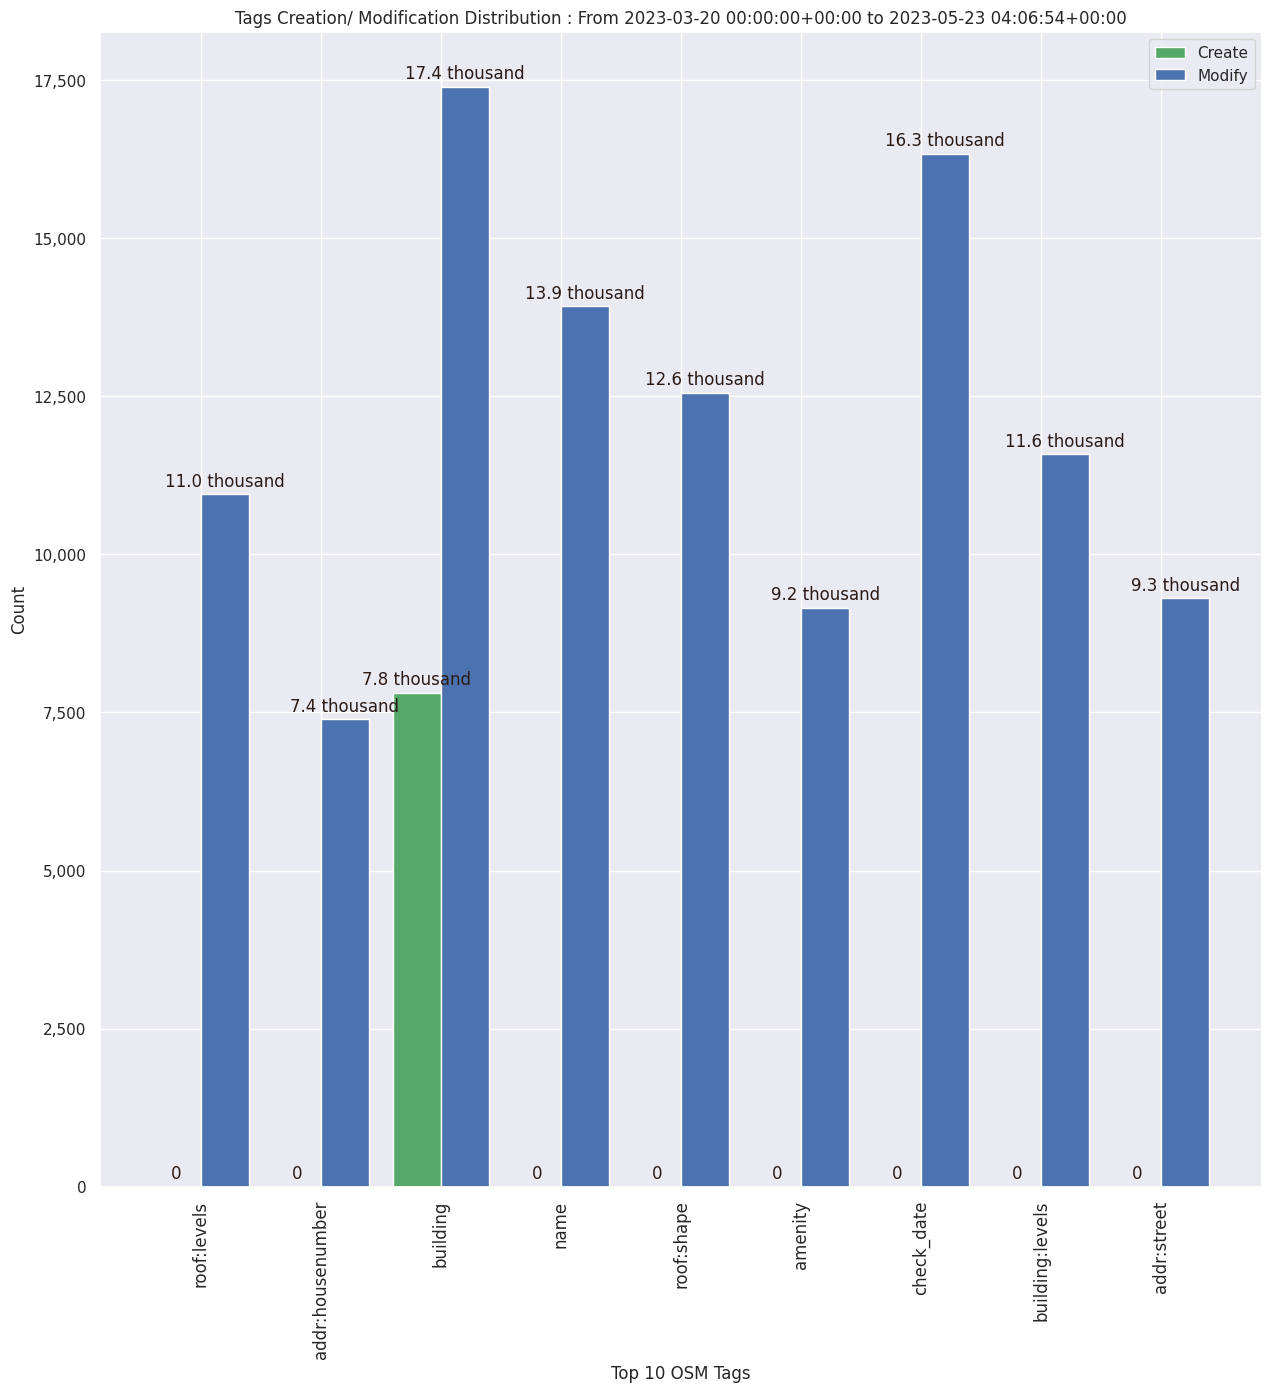 Tags Creation/ Modification Distribution : From 2023-03-20 00:00:00+00:00 to 2023-05-23 04:06:54+00:00
Create
Modify
17,500
15,000
12,500
10,000
7,500
5,000
2,500
0
Count
17.4 thousand
16.3 thousand
13.9 thousand
12.6 thousand
11.6 thousand
11.0 thousand
9.3 thousand
9.2 thousand
7.8 thousand
7.4 thousand
0
0
0
0
0
0
0
0
roof:levels
addr:housenumber
building
name
roof:shape
amenity
check_date
building:levels
addr:street
Top 10 OSM Tags